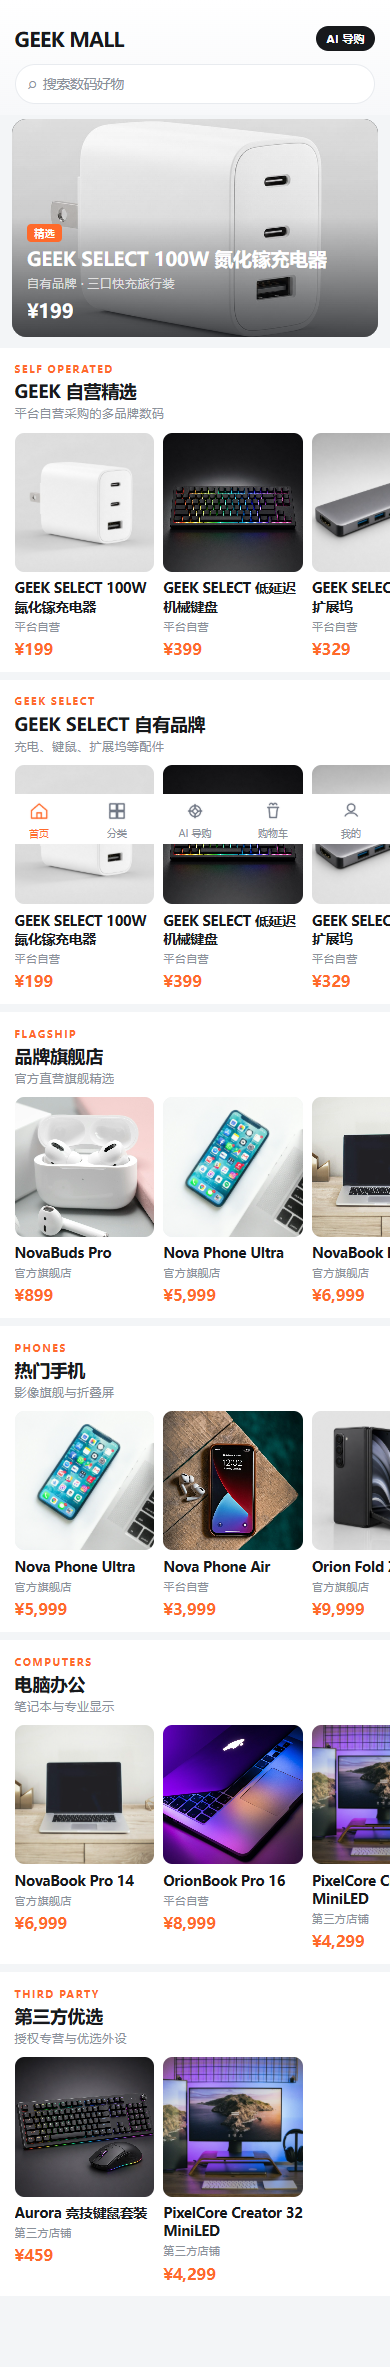 GEEK MALL
AI 导购
搜索数码好物
精选
GEEK SELECT 100W 氮化镓充电器
自有品牌 · 三口快充旅行装
¥199
SELF OPERATED
GEEK 自营精选
平台自营采购的多品牌数码
GEEK SELECT 100W
氮化镓充电器
平台自营
¥199
GEEK SELECT 低延迟
机械键盘
平台自营
¥399
GEEK SELEC
扩展坞
平台自营
¥329
GEEK SELECT
GEEK SELECT 自有品牌
充电、键鼠、扩展坞等配件
首页
分类
AI 导购
购物车
我的
GEEK SELECT 100W
氮化镓充电器
平台自营
¥199
GEEK SELECT 低延迟
机械键盘
平台自营
¥399
GEEK SELEC
扩展坞
平台自营
¥329
FLAGSHIP
品牌旗舰店
官方直营旗舰精选
NovaBuds Pro
官方旗舰店
¥899
Nova Phone Ultra
官方旗舰店
¥5,999
NovaBook
官方旗舰店
¥6,999
PHONES
热门手机
影像旗舰与折叠屏
Nova Phone Ultra
官方旗舰店
¥5,999
Nova Phone Air
平台自营
¥3,999
Orion Fold
官方旗舰店
¥9,999
COMPUTERS
电脑办公
笔记本与专业显示
NovaBook Pro 14
官方旗舰店
¥6,999
OrionBook Pro 16
平台自营
¥8,999
PixelCore C
MiniLED
第三方店铺
¥4,299
THIRD PARTY
第三方优选
授权专营与优选外设
Aurora 竞技键鼠套装
第三方店铺
¥459
PixelCore Creator 32
MiniLED
第三方店铺
¥4,299